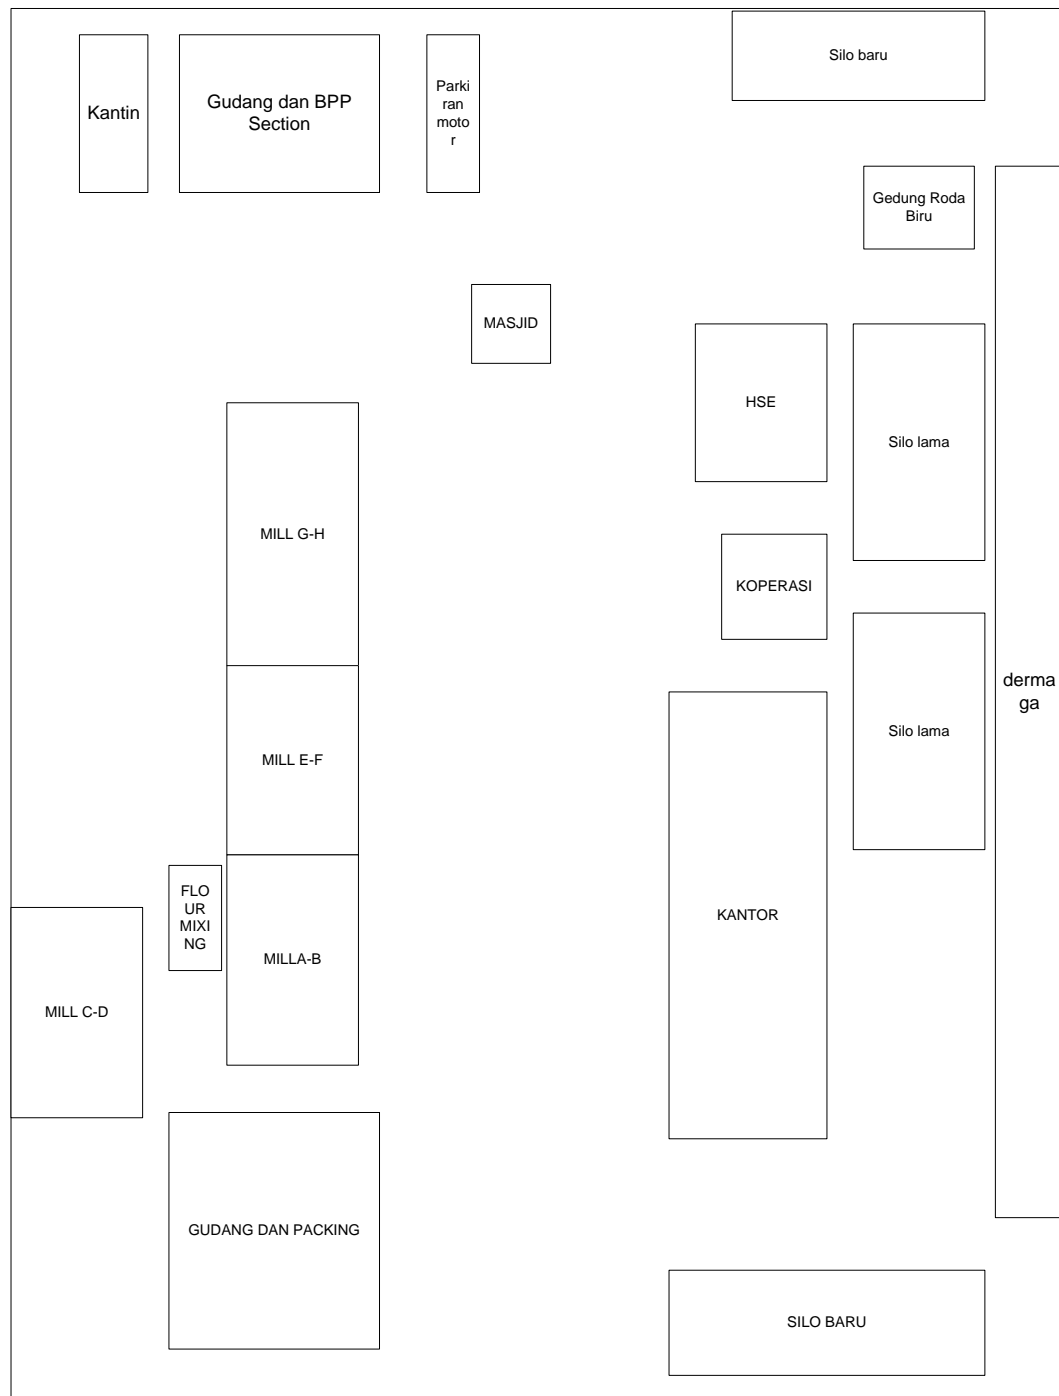 Silo baru
Kantin
Gudang dan BPP
Section
Parki
ran
moto
r
Gedung Roda
Biru
MASJID
HSE
Silo lama
MILL G-H
KOPERASI
derma
ga
Silo lama
MILL E-F
FLO
UR
MIXI
NG
KANTOR
MILLA-B
MILL C-D
GUDANG DAN PACKING
SILO BARU